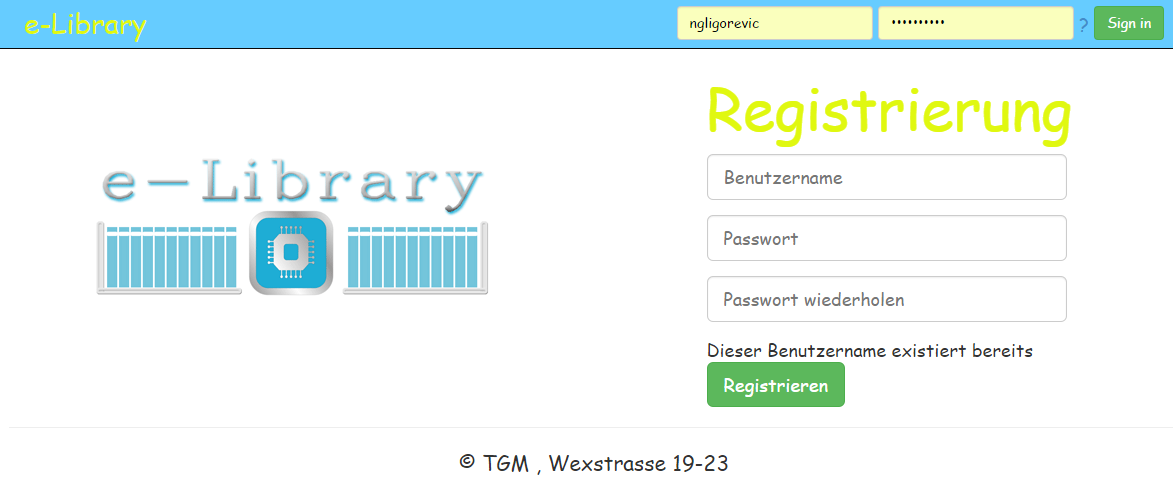 e-Library
ngligorevic
••••••••••
?
Sign in
e-Library
Registrierung
Benutzername
Passwort
Passwort wiederholen
Dieser Benutzername existiert bereits
Registrieren
© TGM , Wexstrasse 19-23